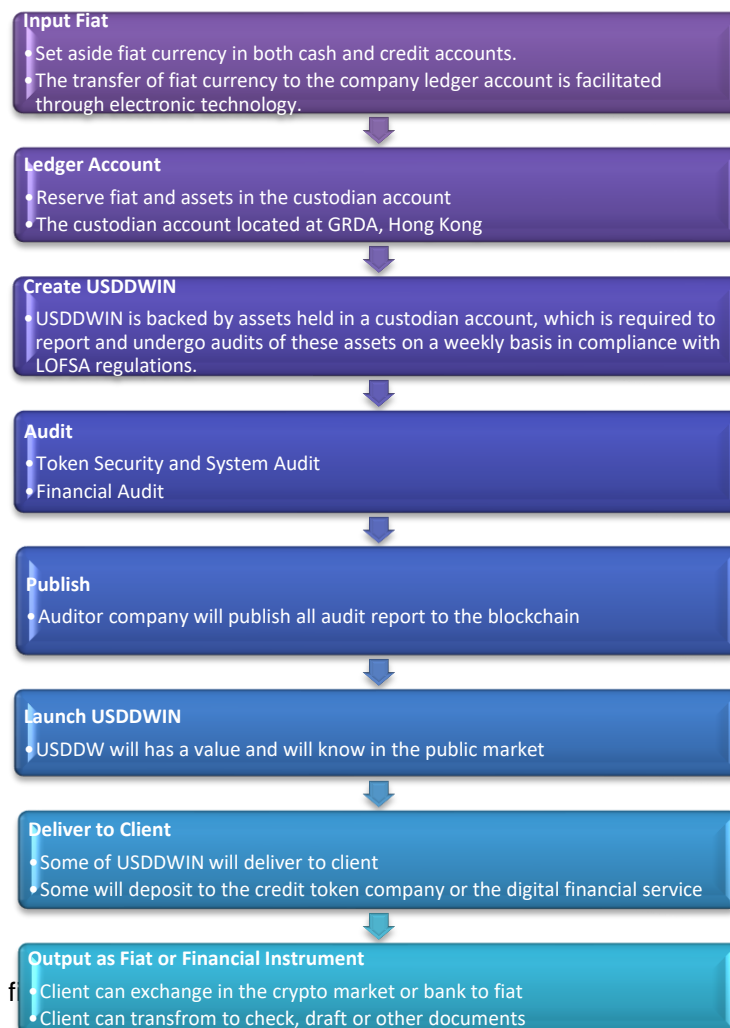 Input Fiat
• Set aside fiat currency in both cash and credit accounts.
• The transfer of fiat currency to the company ledger account is facilitated
through electronic technology.
Ledger Account
• Reserve fiat and assets in the custodian account
• The custodian account located at GRDA, Hong Kong
Create USDDWIN
• USDDWIN is backed by assets held in a custodian account, which is required to
report and undergo audits of these assets on a weekly basis in compliance with
LOFSA regulations.
Audit
• Token Security and System Audit
• Financial Audit
Publish
• Auditor company will publish all audit report to the blockchain
Launch USDDWIN
• USDDW will has a value and will know in the public market
Deliver to Client
• Some of USDDWIN will deliver to client
• Some will deposit to the credit token company or the digital financial service
Output as Fiat or Financial Instrument
• Client can exchange in the crypto market or bank to fiat
• Client can transfrom to check, draft or other documents